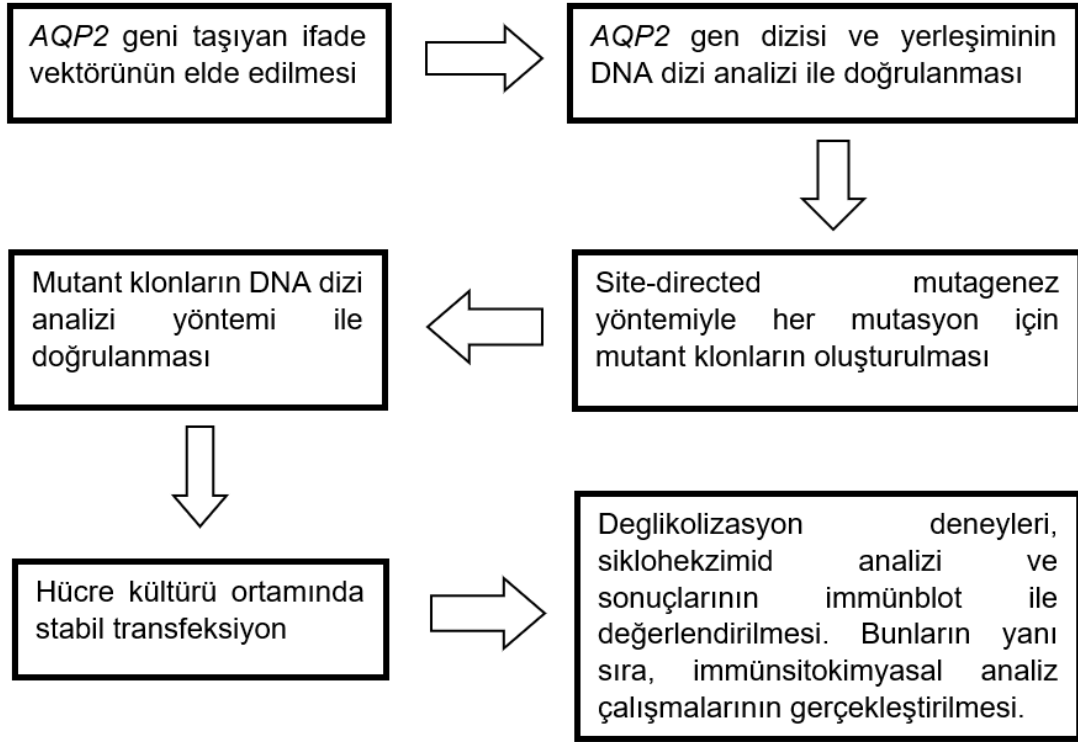 AQP2 geni taşıyan ifade
vektörünün elde edilmesi
AQP2 gen dizisi ve yerleşiminin
DNA dizi analizi ile doğrulanması
Site-directed mutagenez
yöntemiyle her mutasyon için
mutant klonların oluşturulması
Mutant klonların DNA dizi
analizi yöntemi ile
doğrulanması
Hücre kültürü ortamında
stabil transfeksiyon
Deglikolizasyon deneyleri,
siklohekzimid analizi ve
sonuçlarının immünblot ile
değerlendirilmesi. Bunların yanı
sıra, immünsitokimyasal analiz
çalışmalarının gerçekleştirilmesi.